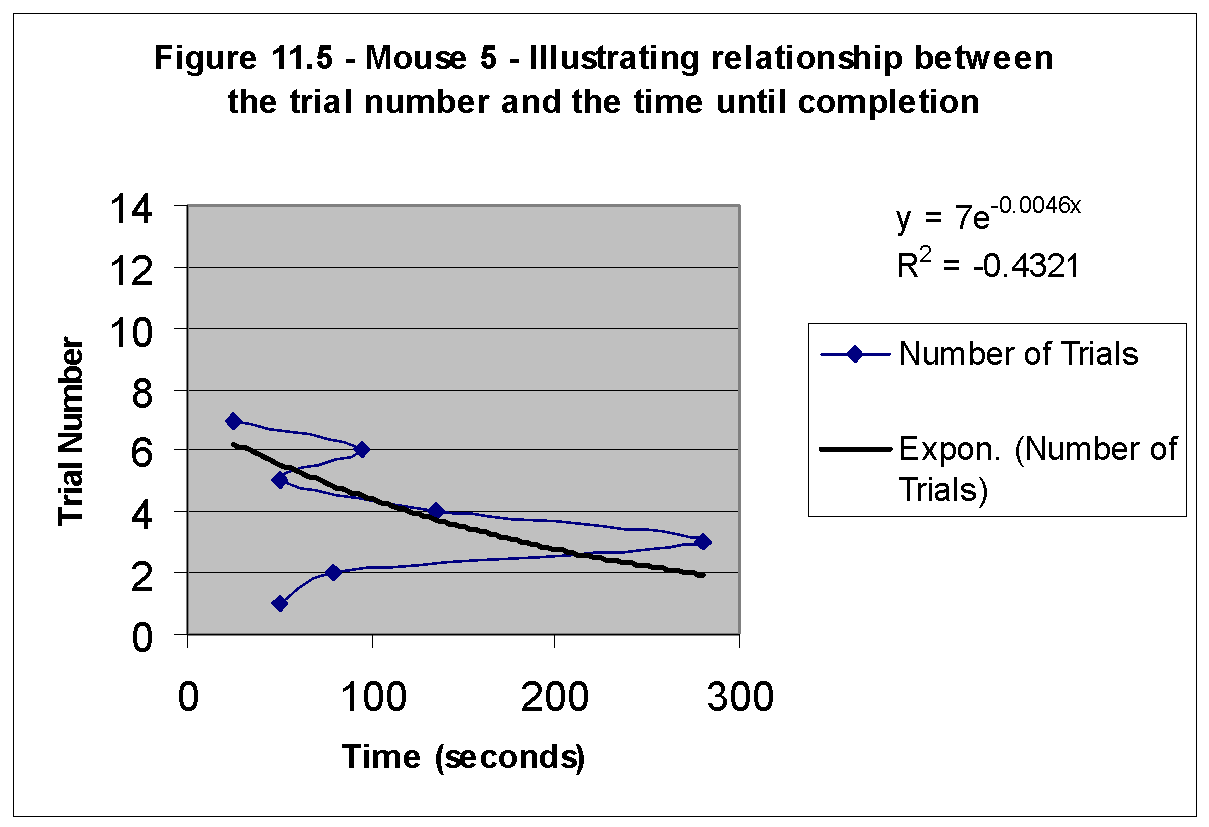 Figure 11.5 - Mouse 5 - Illustrating relationship between
the trial number and the time until completion
y = 7e^-0.0046x
R² = -0.4321
14
12
10
8
6
4
2
0
Trial Number
0 100 200 300
Time (seconds)
Number of Trials
Expon. (Number of
Trials)